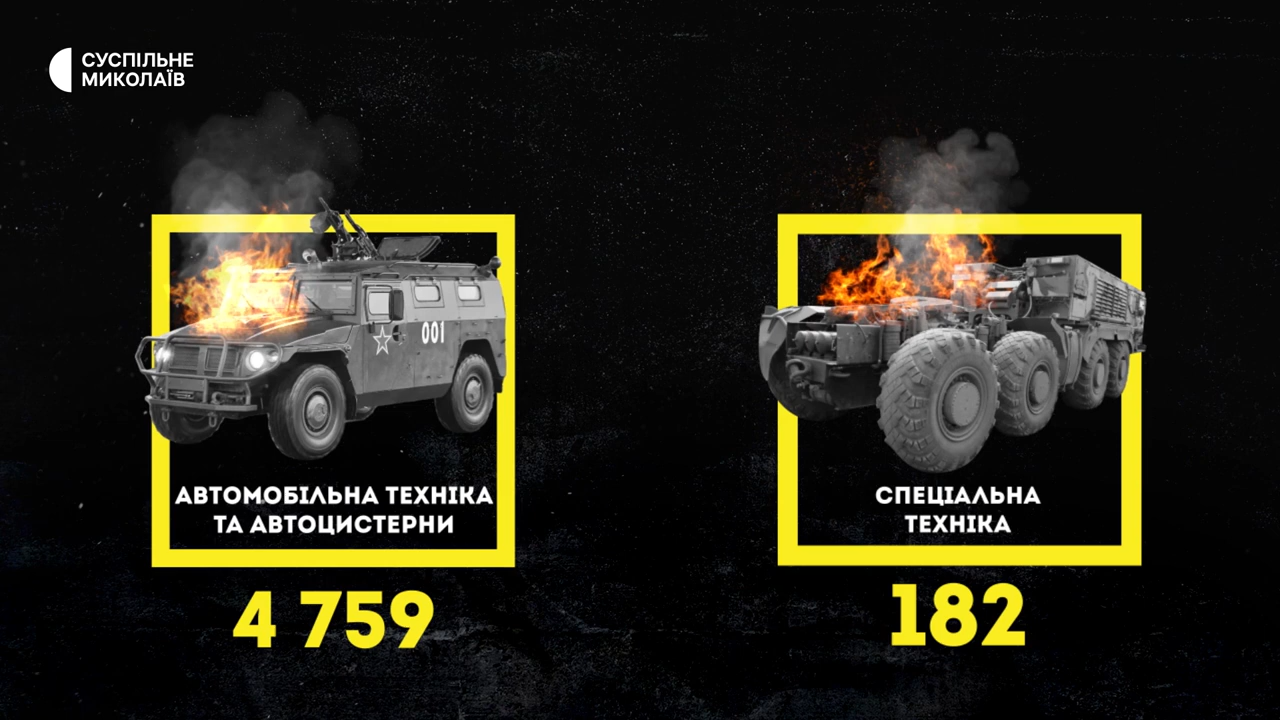 СУСПІЛЬНЕ
МИКОЛАЇВ
001
АВТОМОБІЛЬНА ТЕХНІКА
ТА АВТОЦИСТЕРНИ
4 759
СПЕЦІАЛЬНА
ТЕХНІКА
182